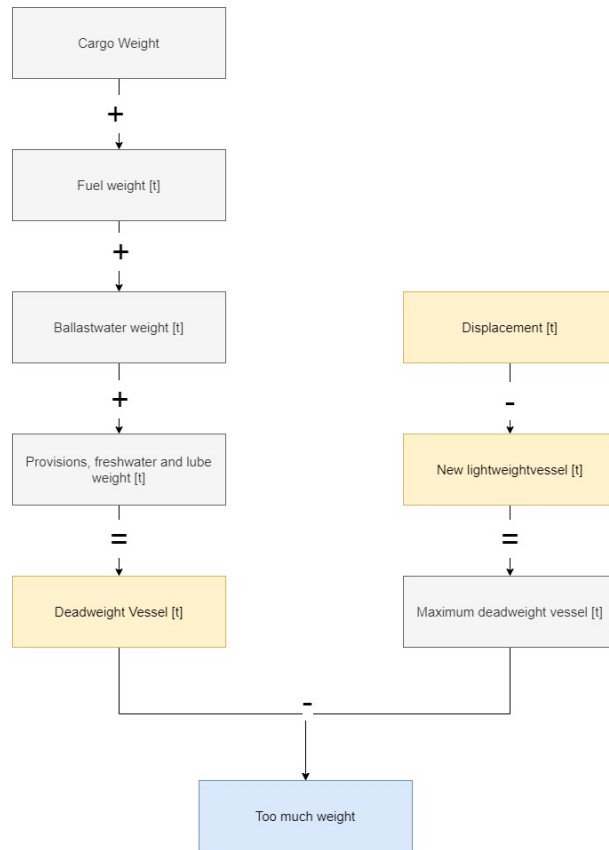 Cargo Weight
+
Fuel weight [t]
+
Ballastwater weight [t]
+
Provisions, freshwater and lube
weight [t]
=
Deadweight Vessel [t]
Displacement [t]
-
New lightweightvessel [t]
=
Maximum deadweight vessel [t]
-
Too much weight